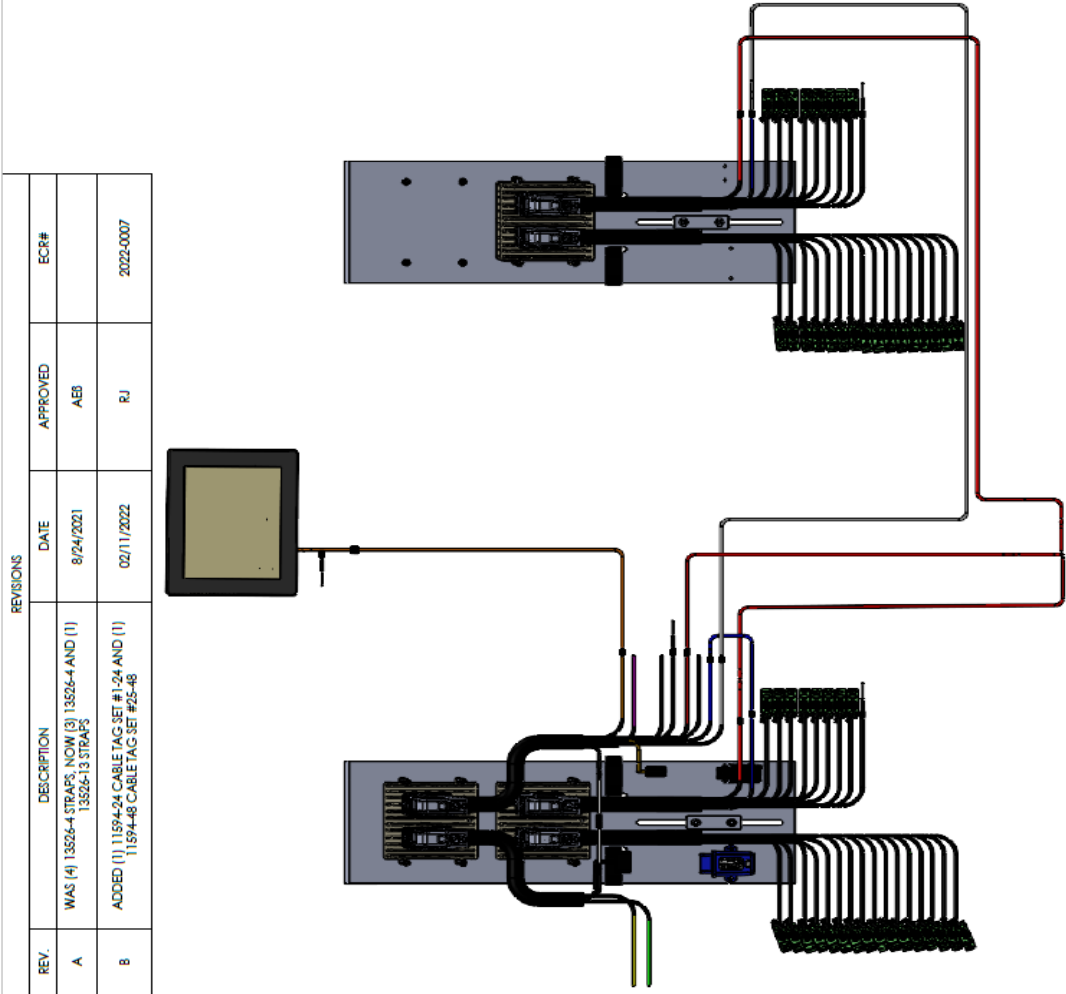 REVISIONS
REV. DESCRIPTION DATE APPROVED ECR#
A WAS (4) 13526-4 STRAPS, NOW (3) 13526-4 AND (1) 8/24/2021 AEB
13526-13 STRAPS
B ADDED (1) 11594-24 CABLE TAG SET #1-24 AND (1) 02/11/2022 RJ 2022-0007
11594-48 CABLE TAG SET #25-48